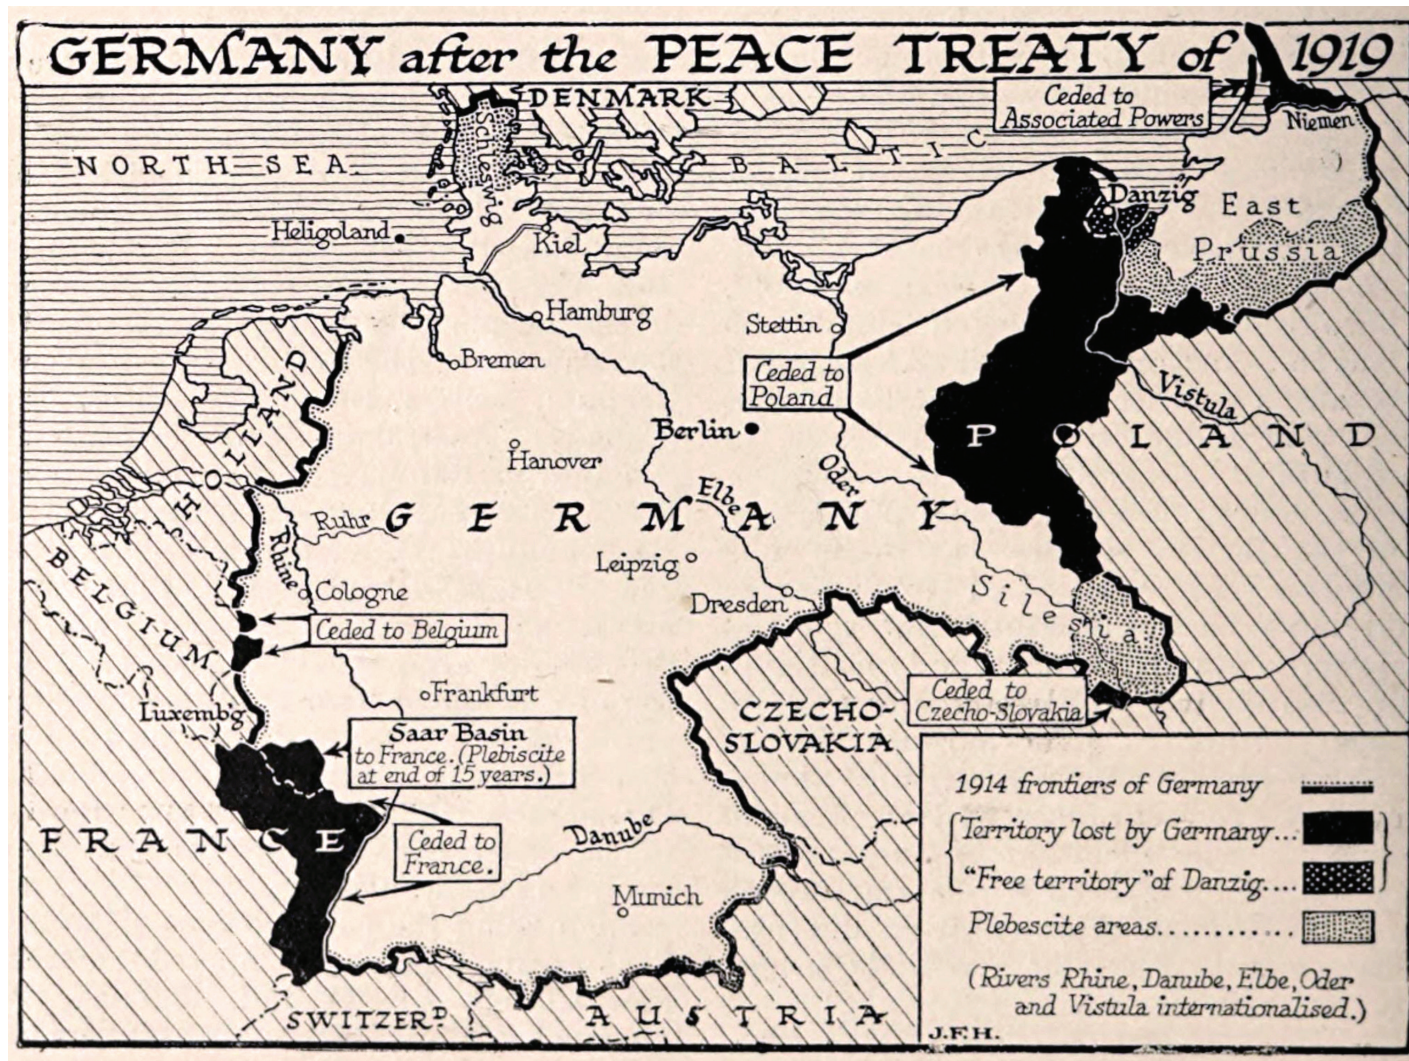 GERMANY after the PEACE TREATY of 1919
Ceded to
Associated Powers
Niemen
DENMARK
Schleswig
NORTH SEA
BALTIC
Danzig
East
Prussia
Heligoland
Kiel
Hamburg
Stettin
Bremen
HOLLAND
Ceded to
Poland
Vistula
Berlin
POLAND
Hanover
Oder
Elbe
GERMANY
Ruhr
Rhine
BELGIUM
Leipzig
Silesia
Cologne
Dresden
Ceded to Belgium
Frankfurt
Luxemb'g
Ceded to
Czecho-Slovakia
CZECHO-
SLOVAKIA
Saar Basin
to France. (Plebiscite
at end of 15 years.)
FRANCE
Ceded to
France.
Danube
Munich
SWITZERD
AUSTRIA
1914 frontiers of Germany
Territory lost by Germany...
"Free territory" of Danzig....
Plebescite areas............
(Rivers Rhine, Danube, Elbe, Oder
and Vistula internationalised.)
J.F.H.